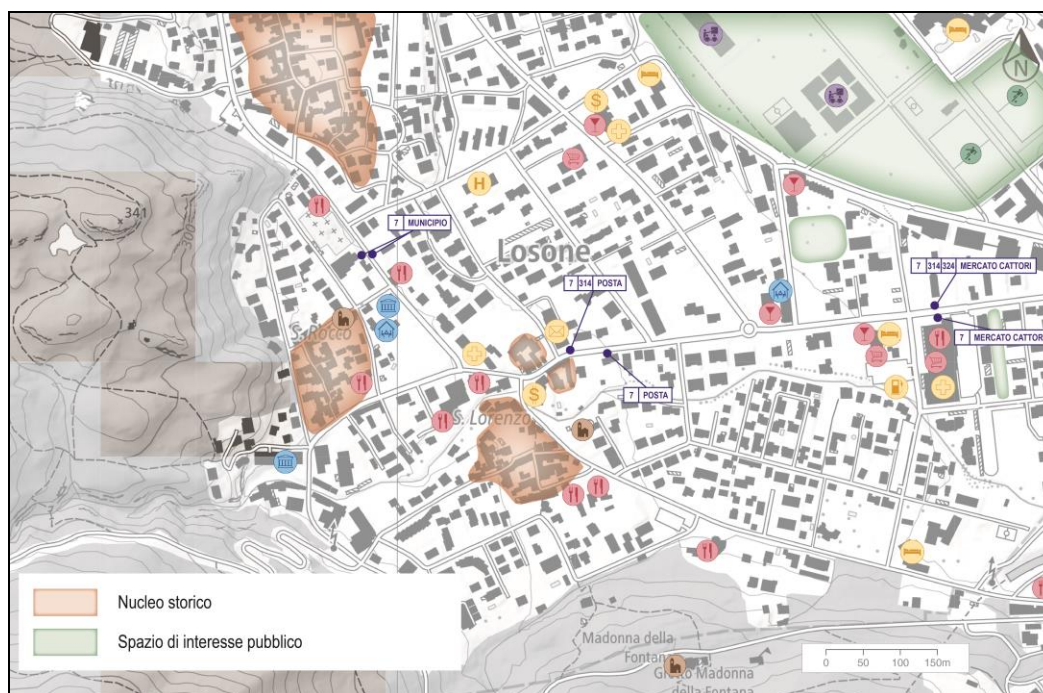 N
$
341
300
H
7 MUNICIPIO
Losone
7 314 POSTA
7 314 324 MERCATO CATTORI
7 MERCATO CATTORI
S. Rocco
7 POSTA
$
S. Lorenzo
Nucleo storico
Spazio di interesse pubblico
Madonna della
Fontana
Grotto Madonna
della Fontana
0 50 100 150m